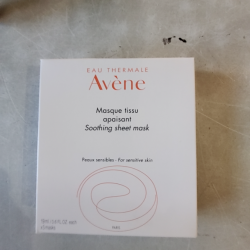 EAU THERMALE
Avène
Masque tissu
apaisant
Soothing sheet mask
Peaux sensibles - For sensitive skin